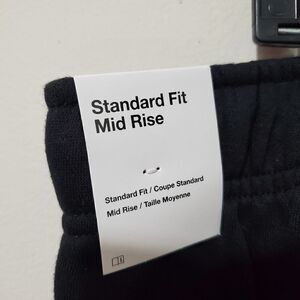 Standard Fit
Mid Rise
Standard Fit / Coupe Standard
Mid Rise / Taille Moyenne